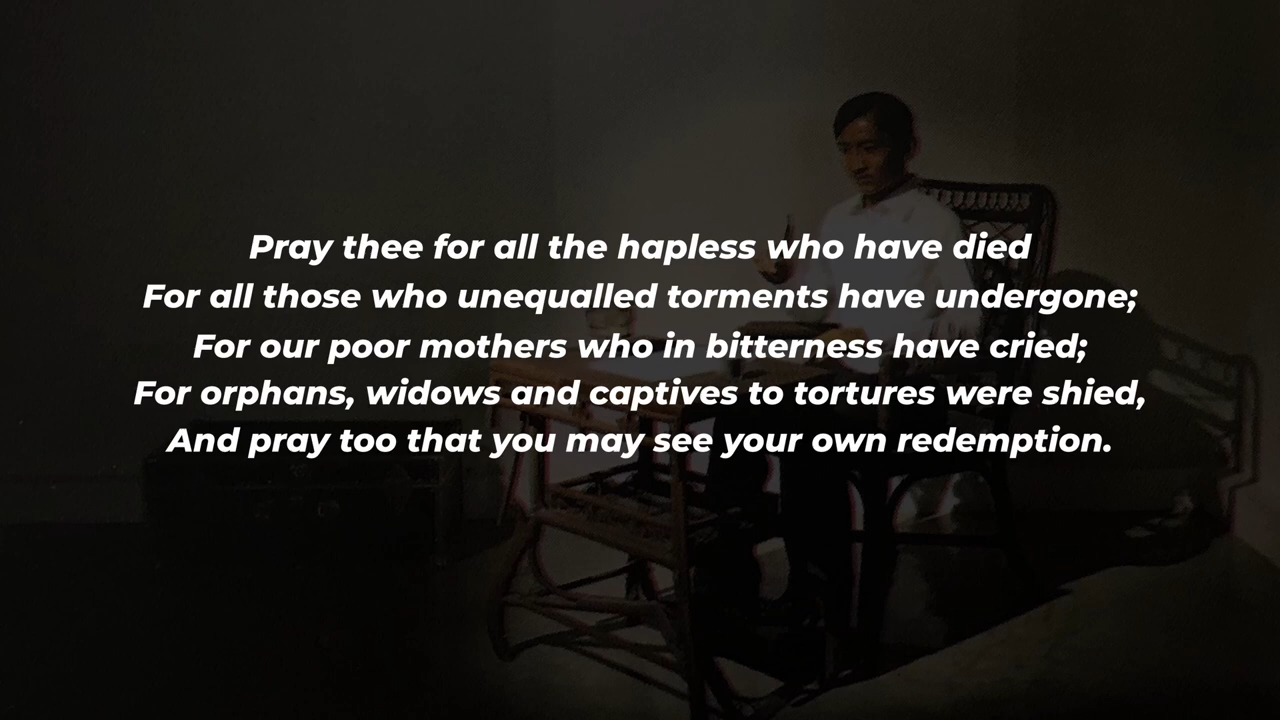 Pray thee for all the hapless who have died
For all those who unequalled torments have undergone;
For our poor mothers who in bitterness have cried;
For orphans, widows and captives to tortures were shied,
And pray too that you may see your own redemption.